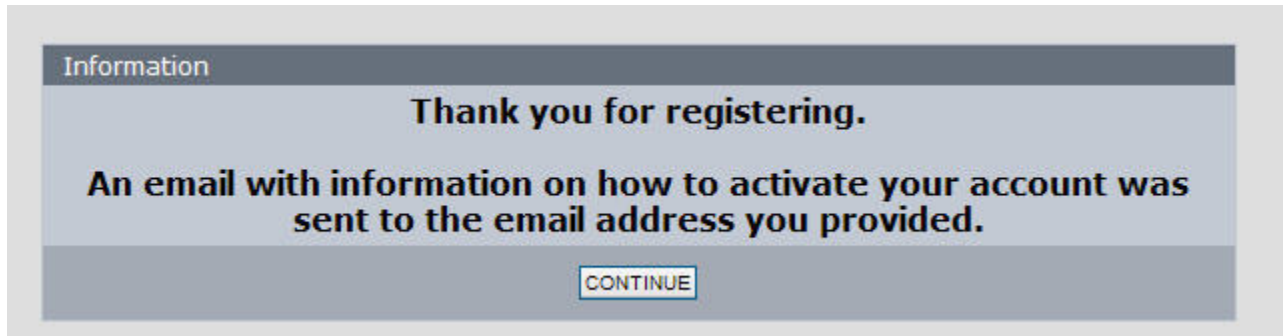 Information
Thank you for registering.
An email with information on how to activate your account was
sent to the email address you provided.
CONTINUE